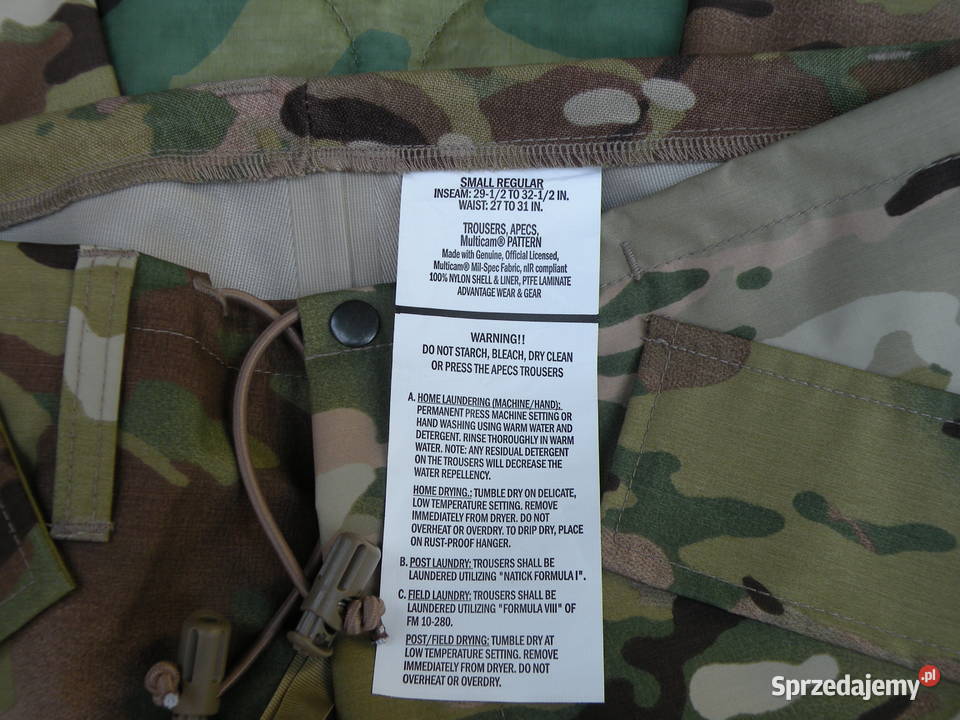 SMALL REGULAR
INSEAM: 29-1/2 TO 32-1/2 IN.
WAIST: 27 TO 31 IN.
TROUSERS, APECS,
Multicam® PATTERN
Made with Genuine, Official Licensed,
Multicam® Mil-Spec Fabric, nIR compliant
100% NYLON SHELL & LINER, PTFE LAMINATE
ADVANTAGE WEAR & GEAR
WARNING!!
DO NOT STARCH, BLEACH, DRY CLEAN
OR PRESS THE APECS TROUSERS
A. HOME LAUNDERING (MACHINE/HAND):
PERMANENT PRESS MACHINE SETTING OR
HAND WASHING USING WARM WATER AND
DETERGENT. RINSE THOROUGHLY IN WARM
WATER. NOTE: ANY RESIDUAL DETERGENT
ON THE TROUSERS WILL DECREASE THE
WATER REPELLENCY.
HOME DRYING.: TUMBLE DRY ON DELICATE,
LOW TEMPERATURE SETTING. REMOVE
IMMEDIATELY FROM DRYER. DO NOT
OVERHEAT OR OVERDRY. TO DRIP DRY, PLACE
ON RUST-PROOF HANGER.
B. POST LAUNDRY: TROUSERS SHALL BE
LAUNDERED UTILIZING "NATICK FORMULA I".
C. FIELD LAUNDRY: TROUSERS SHALL BE
LAUNDERED UTILIZING "FORMULA VIII" OF
FM 10-280.
POST/FIELD DRYING: TUMBLE DRY AT
LOW TEMPERATURE SETTING. REMOVE
IMMEDIATELY FROM DRYER. DO NOT
OVERHEAT OR OVERDRY.
Sprzedajemy.pl